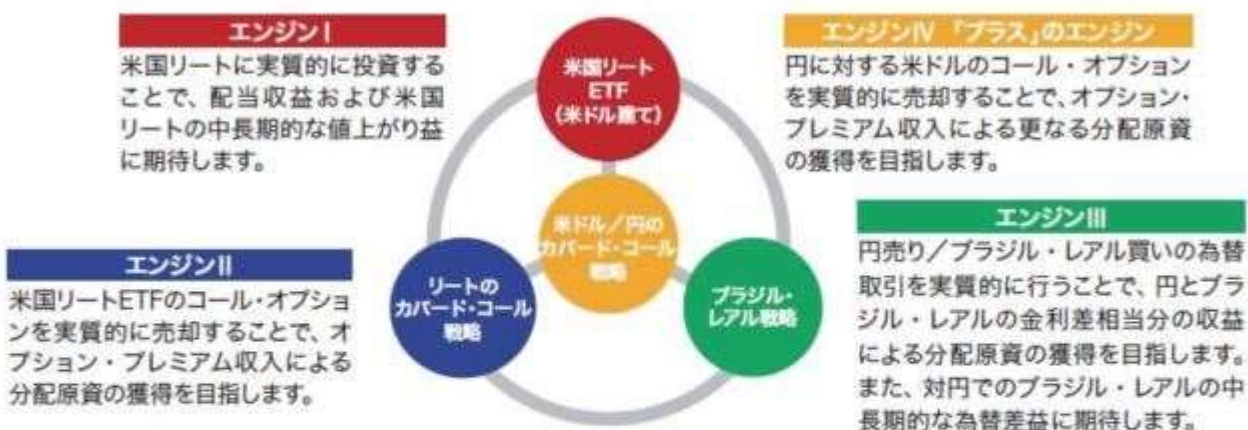 エンジンI
米国リートに実質的に投資する
ことで、配当収益および米国
リートの中長期的な値上がり益
に期待します。
米国リート
ETF
(米ドル建て)
エンジンIV 「プラス」のエンジン
円に対する米ドルのコール・オプション
を実質的に売却することで、オプション・
プレミアム収入による更なる分配原資
の獲得を目指します。
米ドル/円の
カバード・コール
戦略
エンジンII
米国リートETFのコール・オプショ
ンを実質的に売却することで、オ
プション・プレミアム収入による
分配原資の獲得を目指します。
リートの
カバード・コール
戦略
ブラジル・
レアル戦略
エンジンIII
円売り/ブラジル・レアル買いの為替
取引を実質的に行うことで、円とブラ
ジル・レアルの金利差相当分の収益
による分配原資の獲得を目指します。
また、対円でのブラジル・レアルの中
長期的な為替差益に期待します。